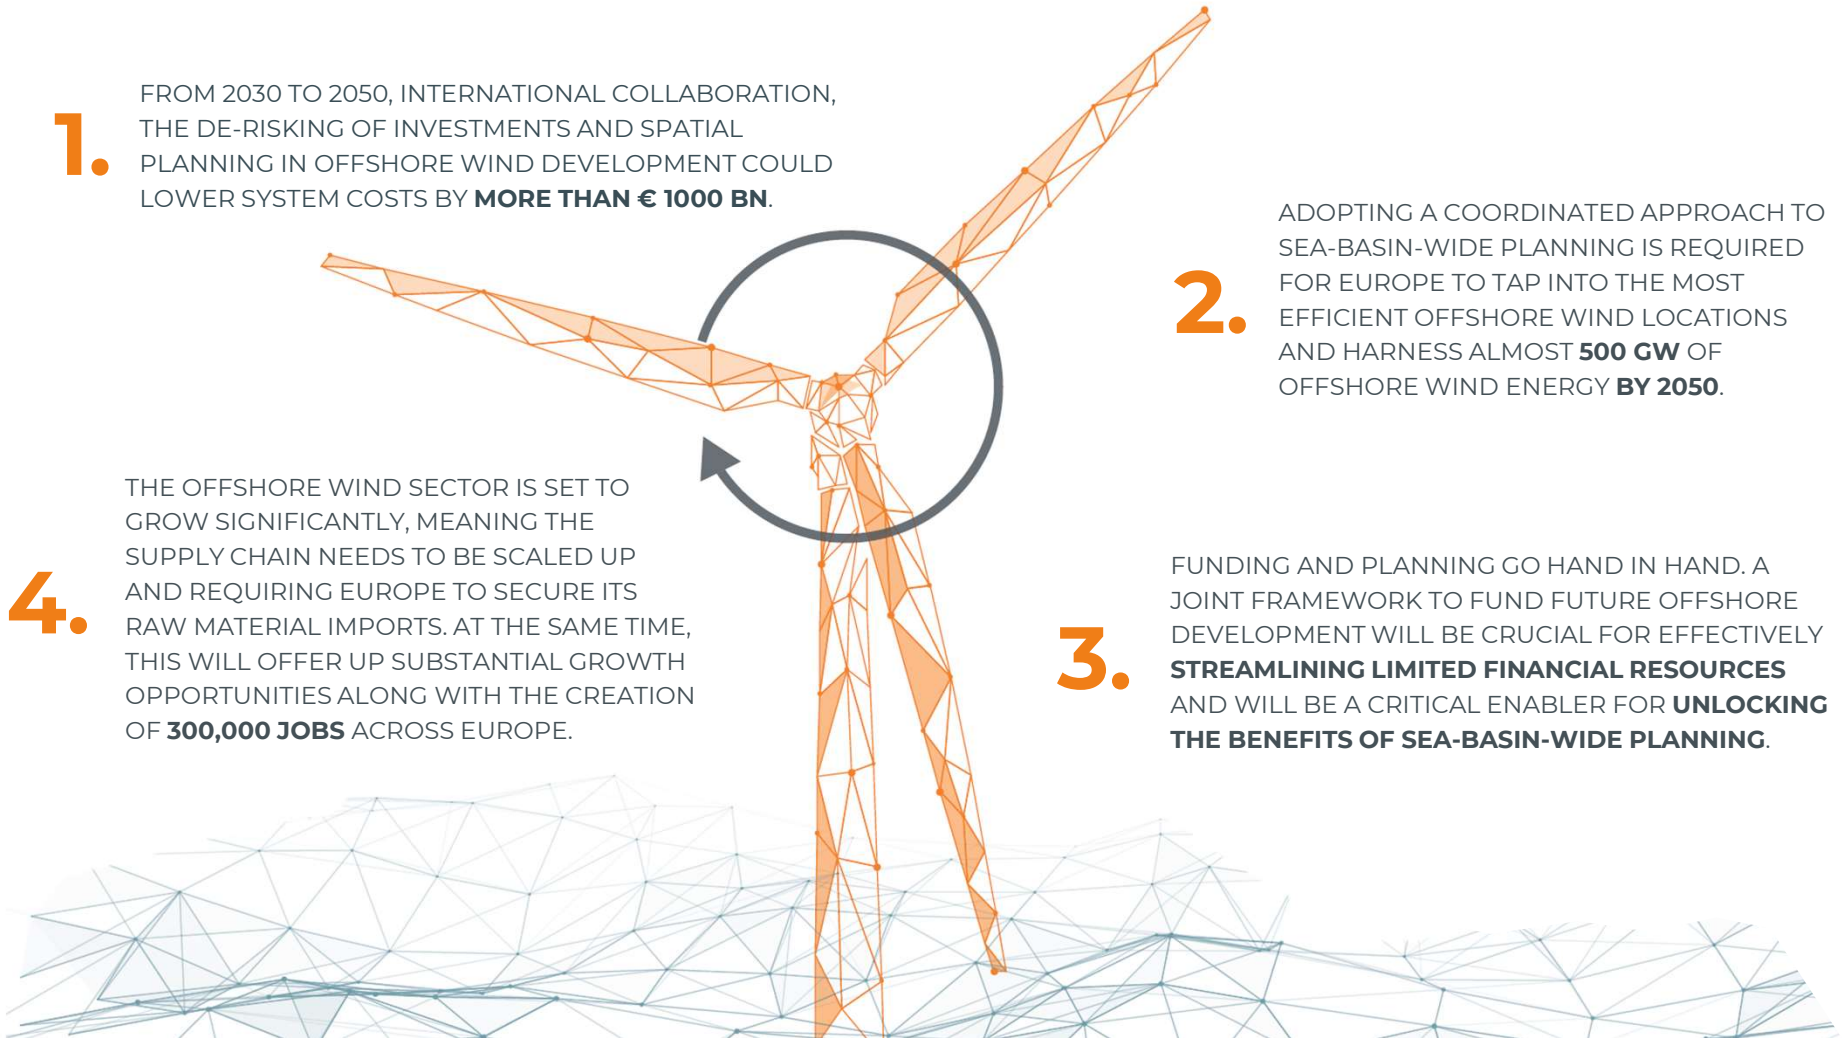 1.
FROM 2030 TO 2050, INTERNATIONAL COLLABORATION,
THE DE-RISKING OF INVESTMENTS AND SPATIAL
PLANNING IN OFFSHORE WIND DEVELOPMENT COULD
LOWER SYSTEM COSTS BY MORE THAN € 1000 BN.
2.
ADOPTING A COORDINATED APPROACH TO
SEA-BASIN-WIDE PLANNING IS REQUIRED
FOR EUROPE TO TAP INTO THE MOST
EFFICIENT OFFSHORE WIND LOCATIONS
AND HARNESS ALMOST 500 GW OF
OFFSHORE WIND ENERGY BY 2050.
3.
FUNDING AND PLANNING GO HAND IN HAND. A
JOINT FRAMEWORK TO FUND FUTURE OFFSHORE
DEVELOPMENT WILL BE CRUCIAL FOR EFFECTIVELY
STREAMLINING LIMITED FINANCIAL RESOURCES
AND WILL BE A CRITICAL ENABLER FOR UNLOCKING
THE BENEFITS OF SEA-BASIN-WIDE PLANNING.
4.
THE OFFSHORE WIND SECTOR IS SET TO
GROW SIGNIFICANTLY, MEANING THE
SUPPLY CHAIN NEEDS TO BE SCALED UP
AND REQUIRING EUROPE TO SECURE ITS
RAW MATERIAL IMPORTS. AT THE SAME TIME,
THIS WILL OFFER UP SUBSTANTIAL GROWTH
OPPORTUNITIES ALONG WITH THE CREATION
OF 300,000 JOBS ACROSS EUROPE.